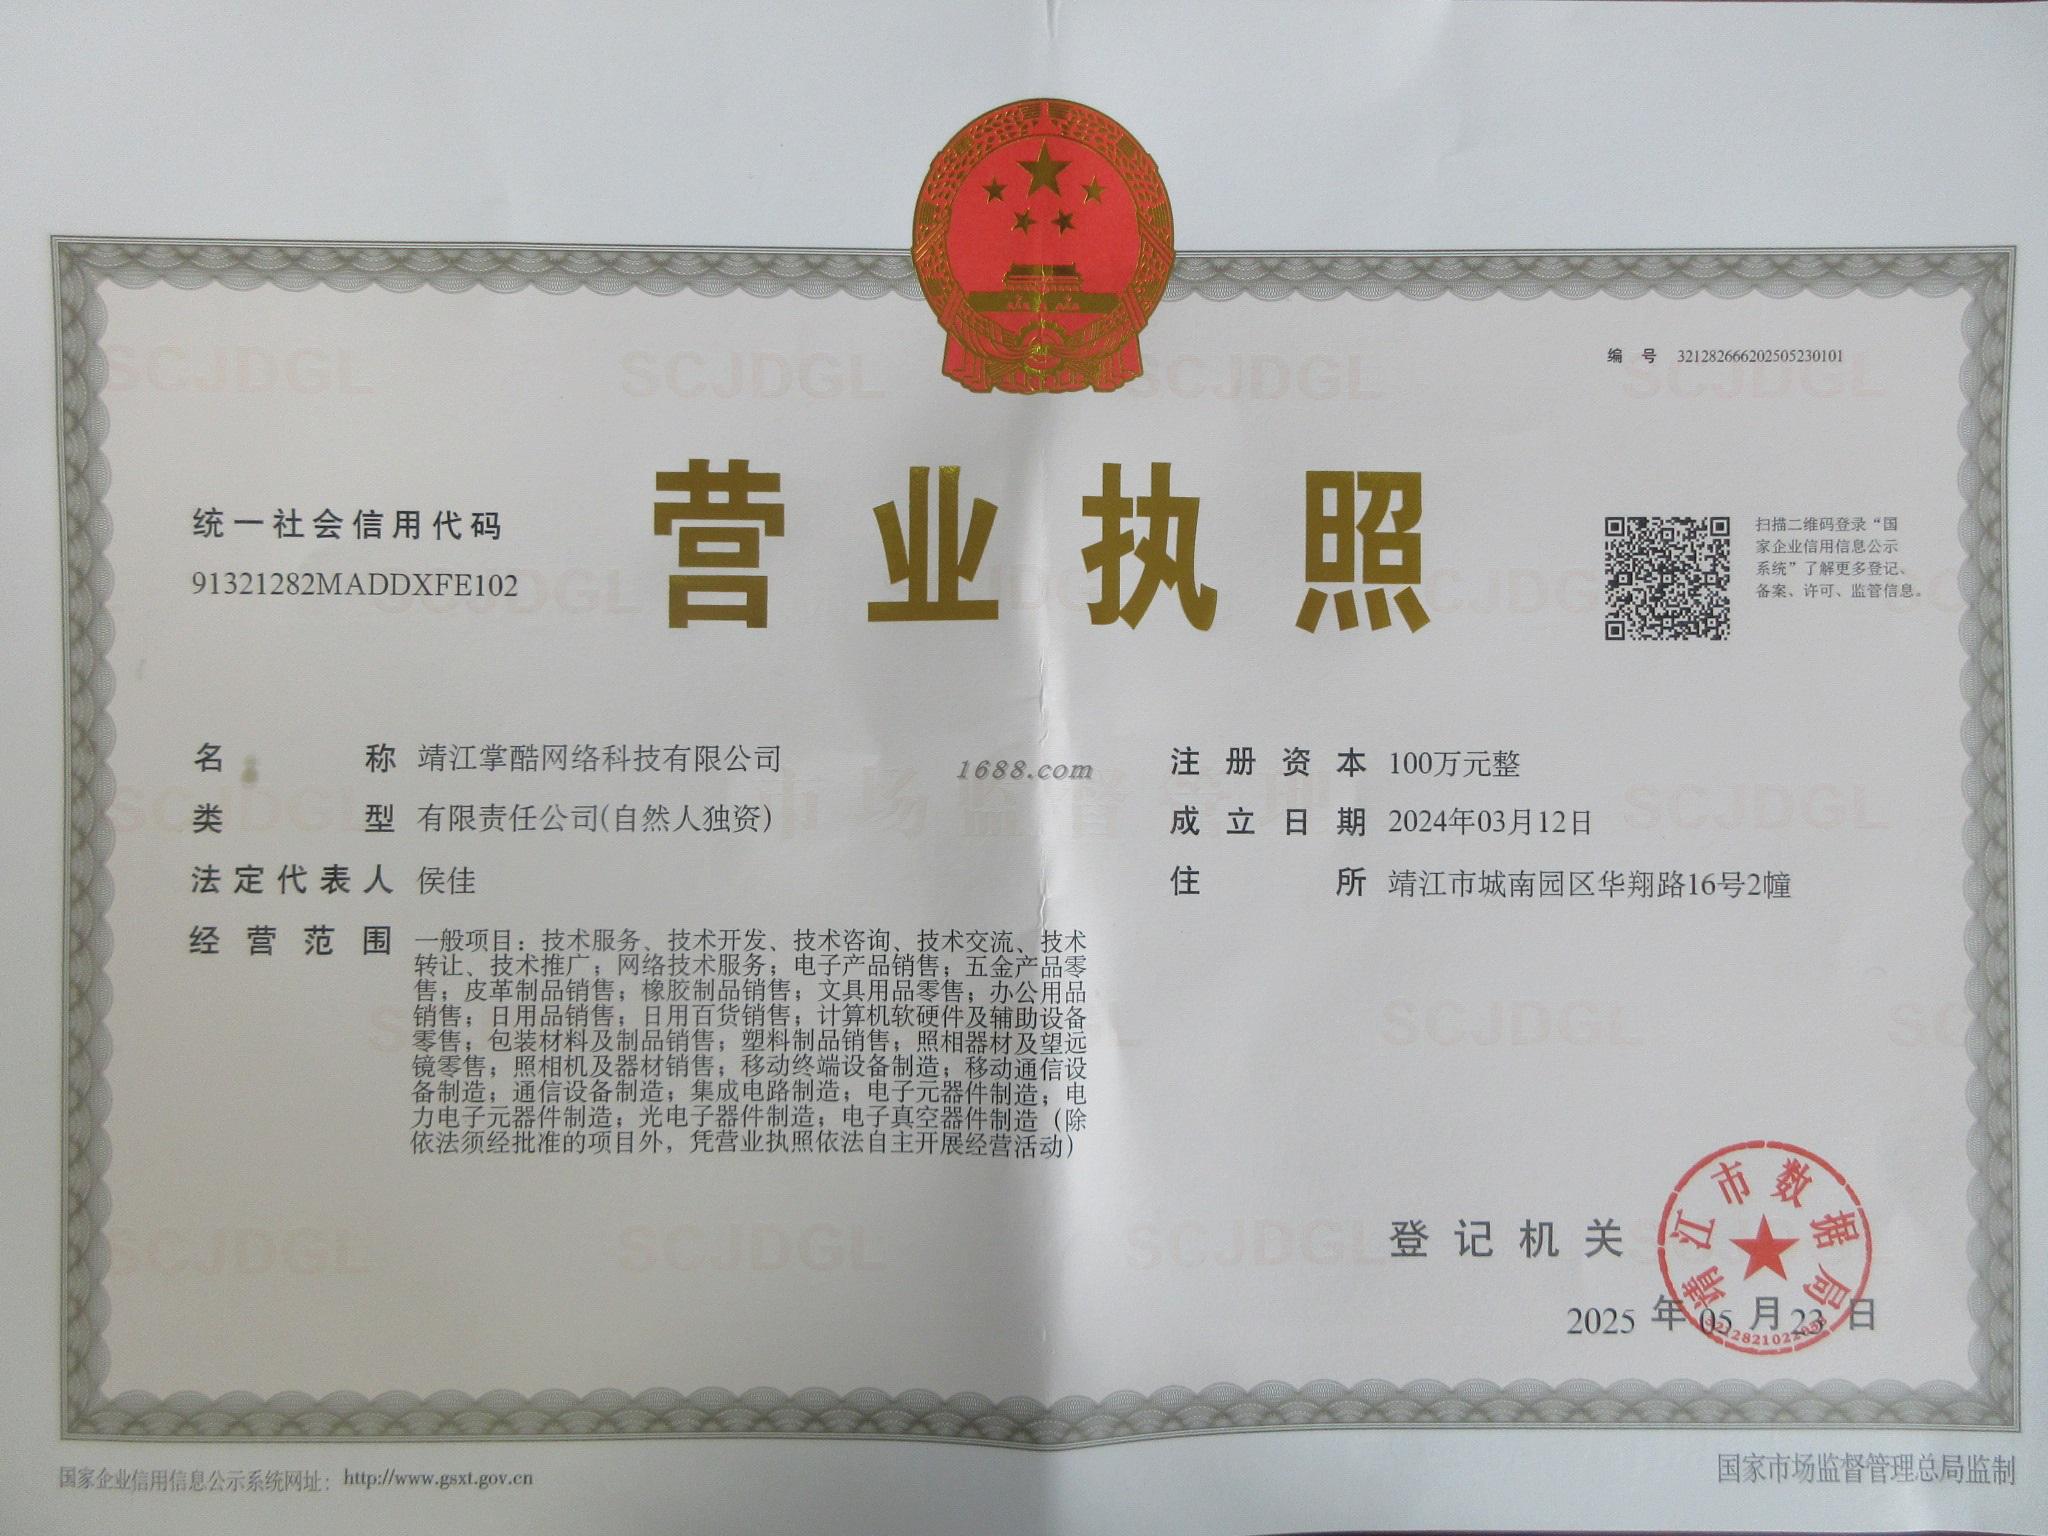 编号 321282666202505230101
营业执照
统一社会信用代码
91321282MADDXFE102
扫描二维码登录“国
家企业信用信息公示
系统”了解更多登记、
备案、许可、监管信息。
名称 靖江掌酷网络科技有限公司
类型 有限责任公司(自然人独资)
法定代表人 侯佳
经营范围 一般项目：技术服务、技术开发、技术咨询、技术交流、技术
转让、技术推广；网络技术服务；电子产品销售；五金产品零
售；皮革制品销售；橡胶制品销售；文具用品零售；办公用品
销售；日用品销售；日用百货销售；计算机软硬件及辅助设备
零售；包装材料及制品销售；塑料制品销售；照相器材及望远
镜零售；照相机及器材销售；移动终端设备制造；移动通信设
备制造；通信设备制造；集成电路制造；电子元器件制造；电
力电子元器件制造；光电子器件制造；电子真空器件制造（除
依法须经批准的项目外，凭营业执照依法自主开展经营活动）
1688.com
注册资本 100万元整
成立日期 2024年03月12日
住所 靖江市城南园区华翔路16号2幢
登记机关
靖江市数据局
2025年05月23日
国家企业信用信息公示系统网址：http://www.gsxt.gov.cn
国家市场监督管理总局监制
SCJDGL
市场监督管理